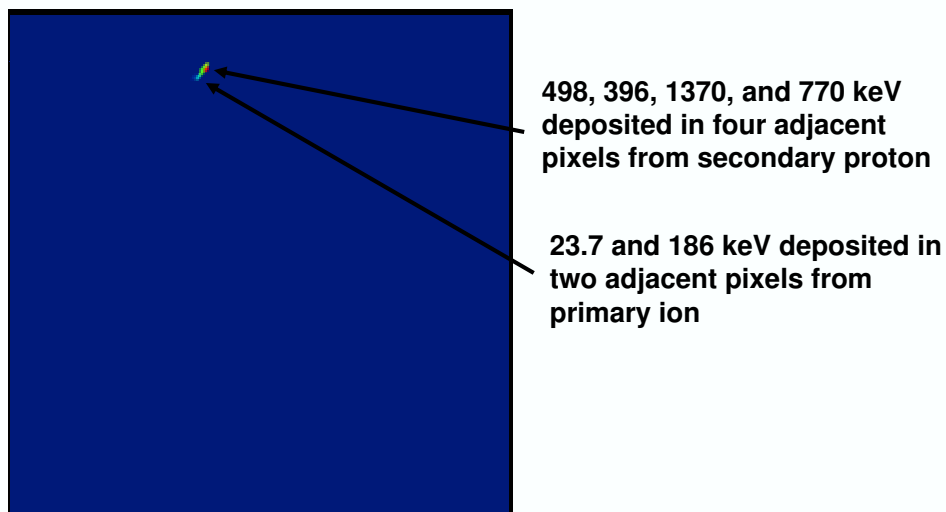 498, 396, 1370, and 770 keV
deposited in four adjacent
pixels from secondary proton
23.7 and 186 keV deposited in
two adjacent pixels from
primary ion